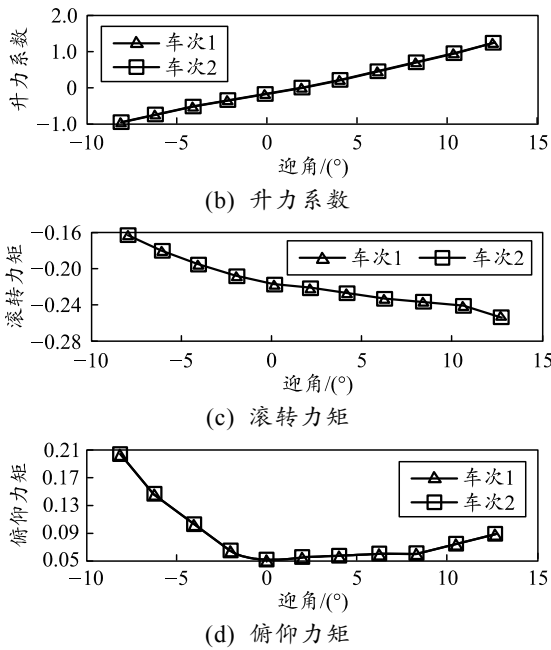 2.0
1.0
0
−1.0
升力系数
车次1
车次2
−10
−5
0
5
10
15
迎角/(°)
(b) 升力系数
−0.16
−0.20
−0.24
−0.28
滚转力矩
车次1 车次2
−10
−5
0
5
10
15
迎角/(°)
(c) 滚转力矩
0.21
0.17
0.13
0.09
0.05
俯仰力矩
车次1
车次2
−10
−5
0
5
10
15
迎角/(°)
(d) 俯仰力矩